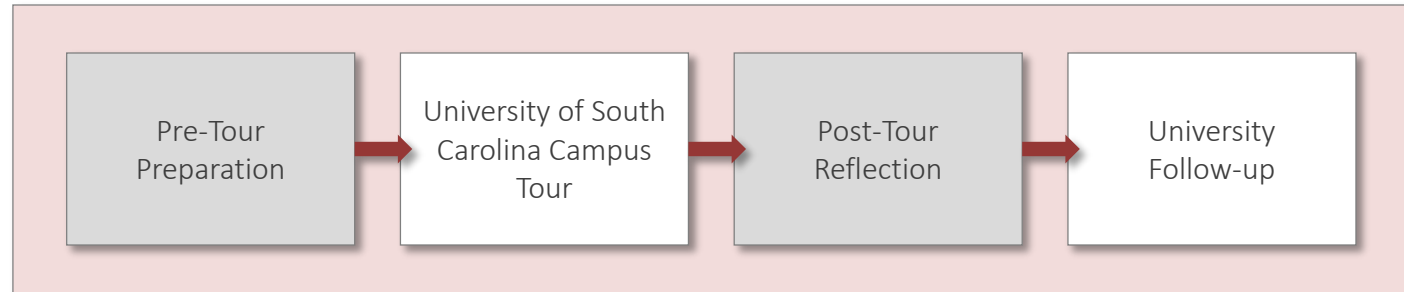 Pre-Tour
Preparation
University of South
Carolina Campus
Tour
Post-Tour
Reflection
University
Follow-up